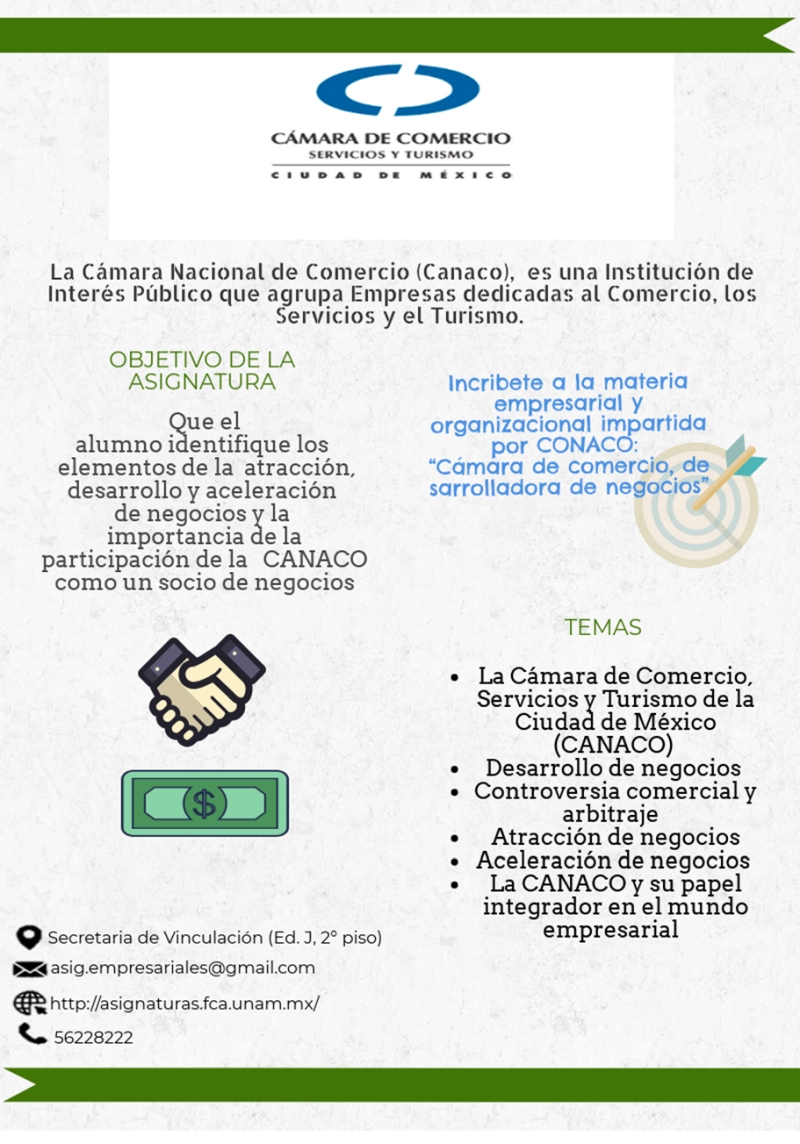 CÁMARA DE COMERCIO
SERVICIOS Y TURISMO
CIUDAD DE MÉXICO
La Cámara Nacional de Comercio (Canaco), es una Institución de
Interés Público que agrupa Empresas dedicadas al Comercio, los
Servicios y el Turismo.
OBJETIVO DE LA
ASIGNATURA
Que el
alumno identifique los
elementos de la atracción,
desarrollo y aceleración
de negocios y la
importancia de la
participación de la CANACO
como un socio de negocios
Incribete a la materia
empresarial y
organizacional impartida
por CONACO:
“Cámara de comercio, de
sarrolladora de negocios”
TEMAS
• La Cámara de Comercio,
Servicios y Turismo de la
Ciudad de México
(CANACO)
• Desarrollo de negocios
• Controversia comercial y
arbitraje
• Atracción de negocios
• Aceleración de negocios
• La CANACO y su papel
integrador en el mundo
empresarial
$
Secretaria de Vinculación (Ed. J, 2º piso)
asig.empresariales@gmail.com
http://asignaturas.fca.unam.mx/
56228222